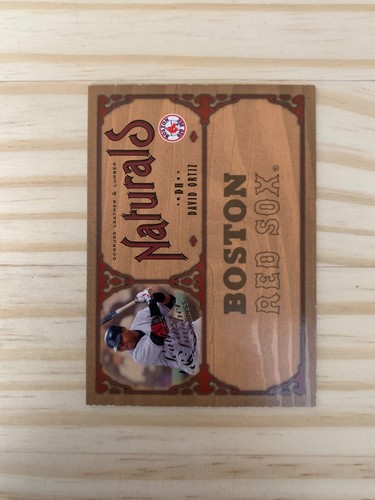 DONRUSS LEATHER & LUMBER
Naturals
DH
DAVID ORTIZ
BOSTON
RED SOX